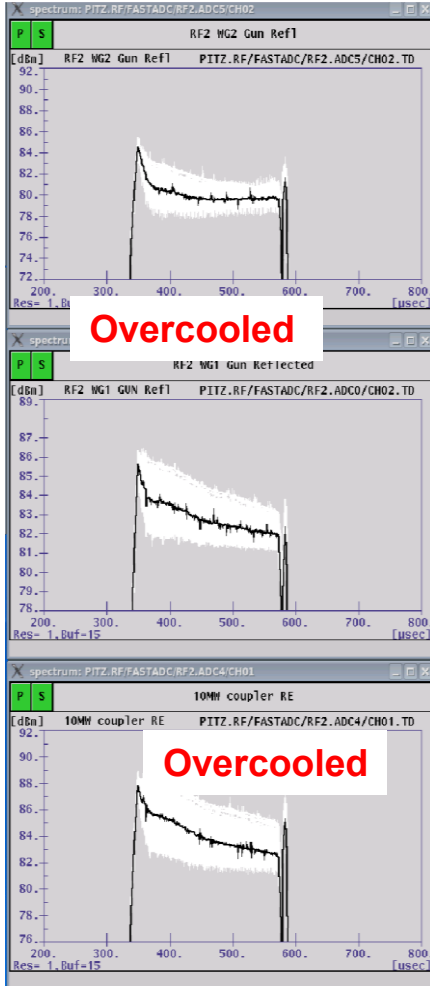 spectrum: PITZ.RF/FASTADC/RF2.ADC5/CH02
P S RF2 WG2 Gun Refl
[dBm] RF2 WG2 Gun Refl PITZ.RF/FASTADC/RF2.ADC5/CH02.TD
92.
90.
88.
86.
84.
82.
80.
78.
76.
74.
72.
200. 300. 400. 500. 600. 700. 800.
Res= 1,Bu [usec]
Overcooled
spectru
P S RF2 WG1 Gun Reflected
[dBm] RF2 WG1 GUN Refl PITZ.RF/FASTADC/RF2.ADC0/CH02.TD
89.
87.
86.
85.
84.
83.
82.
81.
80.
79.
78.
200. 300. 400. 500. 600. 700. 800.
Res= 1,Buf=15 [usec]
spectrum: PITZ.RF/FASTADC/RF2.ADC4/CH01
P S 10MW coupler RE
[dBm] 10MW coupler RE PITZ.RF/FASTADC/RF2.ADC4/CH01.TD
92.
90.
Overcooled
88.
86.
84.
82.
80.
78.
76.
200. 300. 400. 500. 600. 700. 800.
Res= 1,Buf=15 [usec]